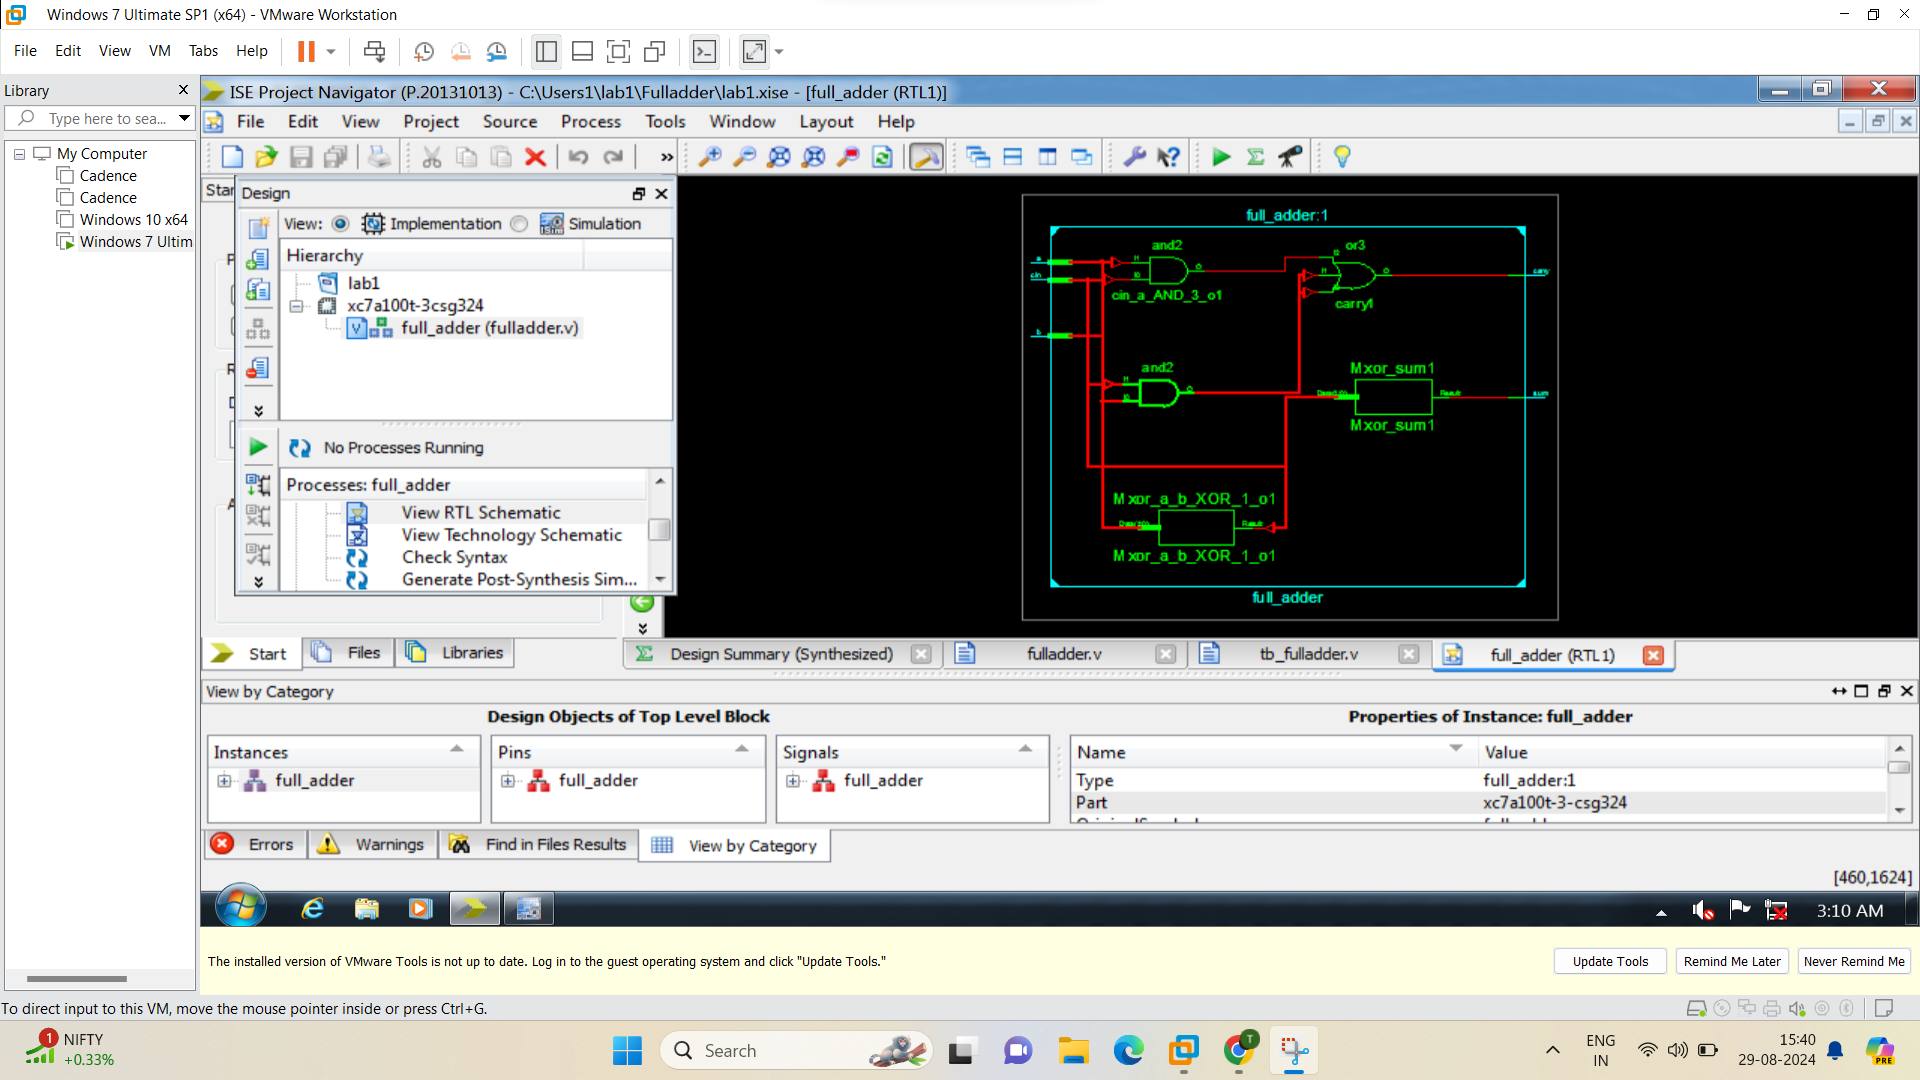 Windows 7 Ultimate SP1 (x64) - VMware Workstation
File Edit View VM Tabs Help
Library
Type here to sea...
My Computer
Cadence
Cadence
Windows 10 x64
Windows 7 Ultim
ISE Project Navigator (P.20131013) - C:\Users1\lab1\Fulladder\lab1.xise - [full_adder (RTL1)]
File Edit View Project Source Process Tools Window Layout Help
Star
Design
View: Implementation Simulation
Hierarchy
lab1
xc7a100t-3csg324
full_adder (fulladder.v)
No Processes Running
Processes: full_adder
View RTL Schematic
View Technology Schematic
Check Syntax
Generate Post-Synthesis Sim...
full_adder:1
and2
or3
a
cin
carry
cin_a_AND_3_o1
carry1
b
and2
Mxor_sum1
Result
sum
Mxor_sum1
Mxor_a_b_XOR_1_o1
Result
Mxor_a_b_XOR_1_o1
full_adder
Start Files Libraries
Design Summary (Synthesized) fulladder.v tb_fulladder.v full_adder (RTL1)
View by Category
Design Objects of Top Level Block
Properties of Instance: full_adder
Instances Pins Signals Name Value
full_adder full_adder full_adder Type full_adder:1
Part xc7a100t-3-csg324
Errors Warnings Find in Files Results View by Category
[460,1624]
3:10 AM
The installed version of VMware Tools is not up to date. Log in to the guest operating system and click "Update Tools."
Update Tools Remind Me Later Never Remind Me
To direct input to this VM, move the mouse pointer inside or press Ctrl+G.
1
NIFTY
+0.33%
Search
T
ENG
IN
15:40
29-08-2024
PRE